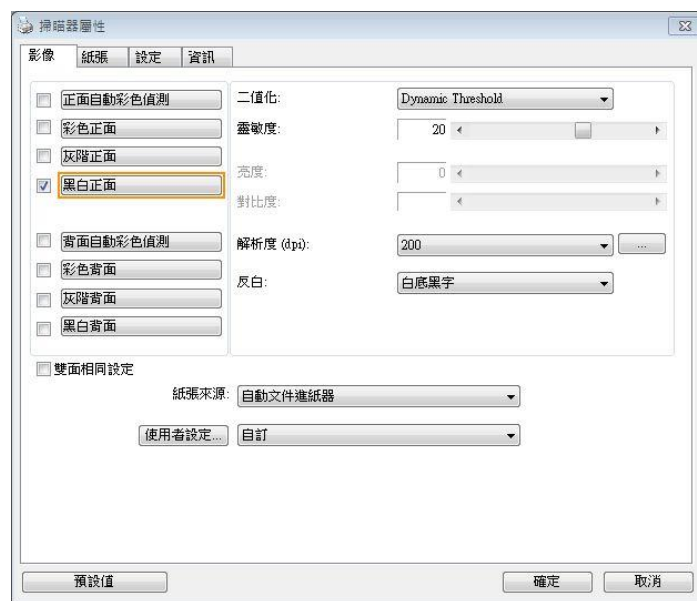 掃瞄器屬性
影像 紙張 設定 資訊
正面自動彩色偵測
彩色正面
灰階正面
黑白正面
背面自動彩色偵測
彩色背面
灰階背面
黑白背面
二值化: Dynamic Threshold
靈敏度: 20
亮度: 0
對比度:
解析度 (dpi): 200 ...
反白: 白底黑字
雙面相同設定
紙張來源: 自動文件進紙器
使用者設定... 自訂
預設值 確定 取消